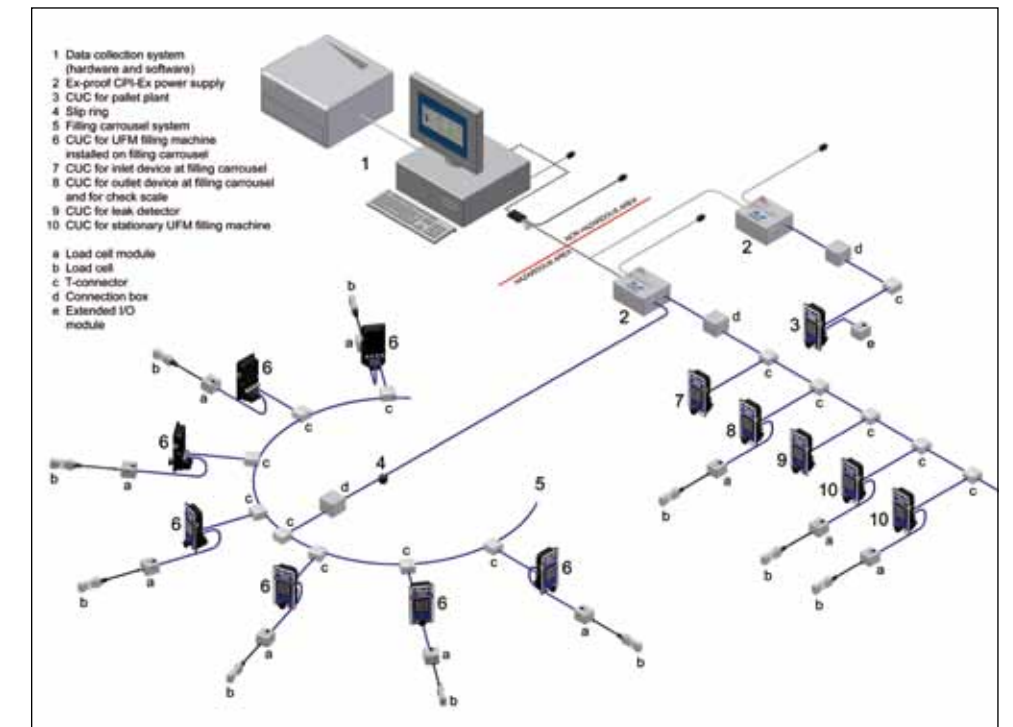 1 Data collection system
(hardware and software)
2 Ex-proof CPI-Ex power supply
3 CUC for pallet plant
4 Slip ring
5 Filling carrousel system
6 CUC for UFM filling machine
installed on filling carrousel
7 CUC for inlet device at filling carrousel
8 CUC for outlet device at filling carrousel
and for check scale
9 CUC for leak detector
10 CUC for stationary UFM filling machine
a Load cell module
b Load cell
c T-connector
d Connection box
e Extended I/O
module
1
NON-HAZARDOUS AREA
HAZARDOUS AREA
2
d
c
2
d
3
e
b
a
6
c
c
7
c
8
a
b
c
9
c
10
a
b
c
10
a
b
b
a
6
c
b
a
6
c
4
d
5
c
6
a
b
c
c
6
a
b
c
6
a
b
c
6
a
b